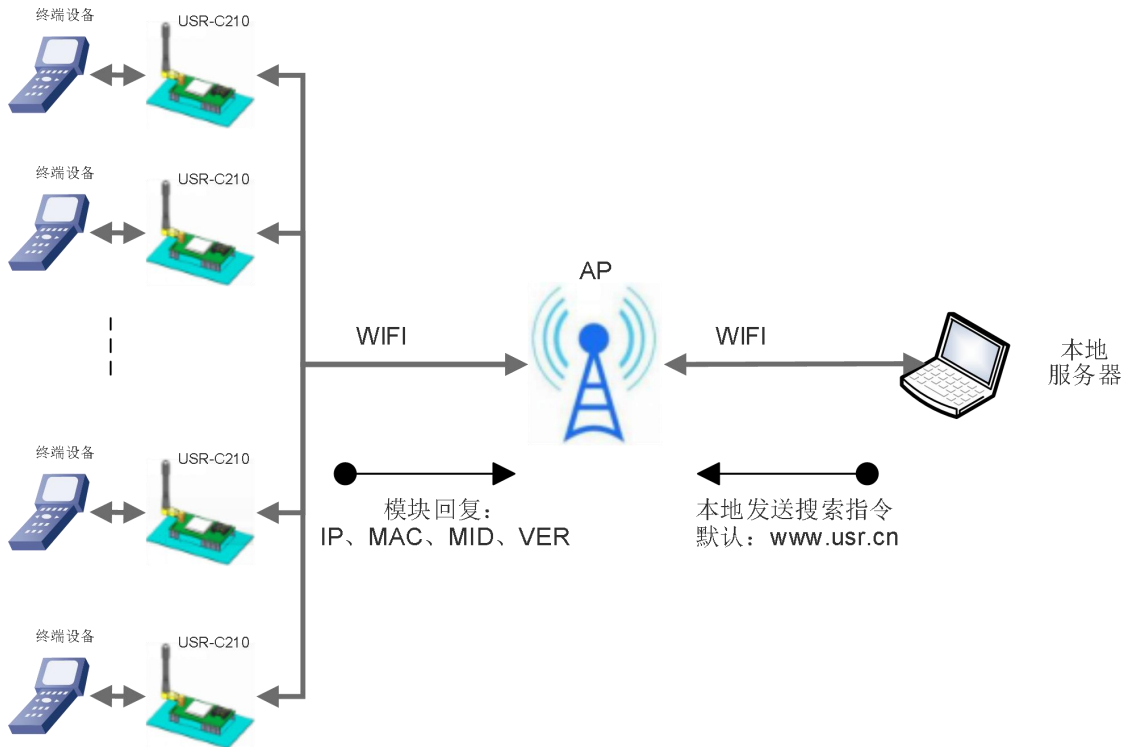 终端设备
USR-C210
终端设备
USR-C210
AP
WIFI
WIFI
本地
服务器
终端设备
USR-C210
模块回复：
IP、MAC、MID、VER
本地发送搜索指令
默认：www.usr.cn
终端设备
USR-C210